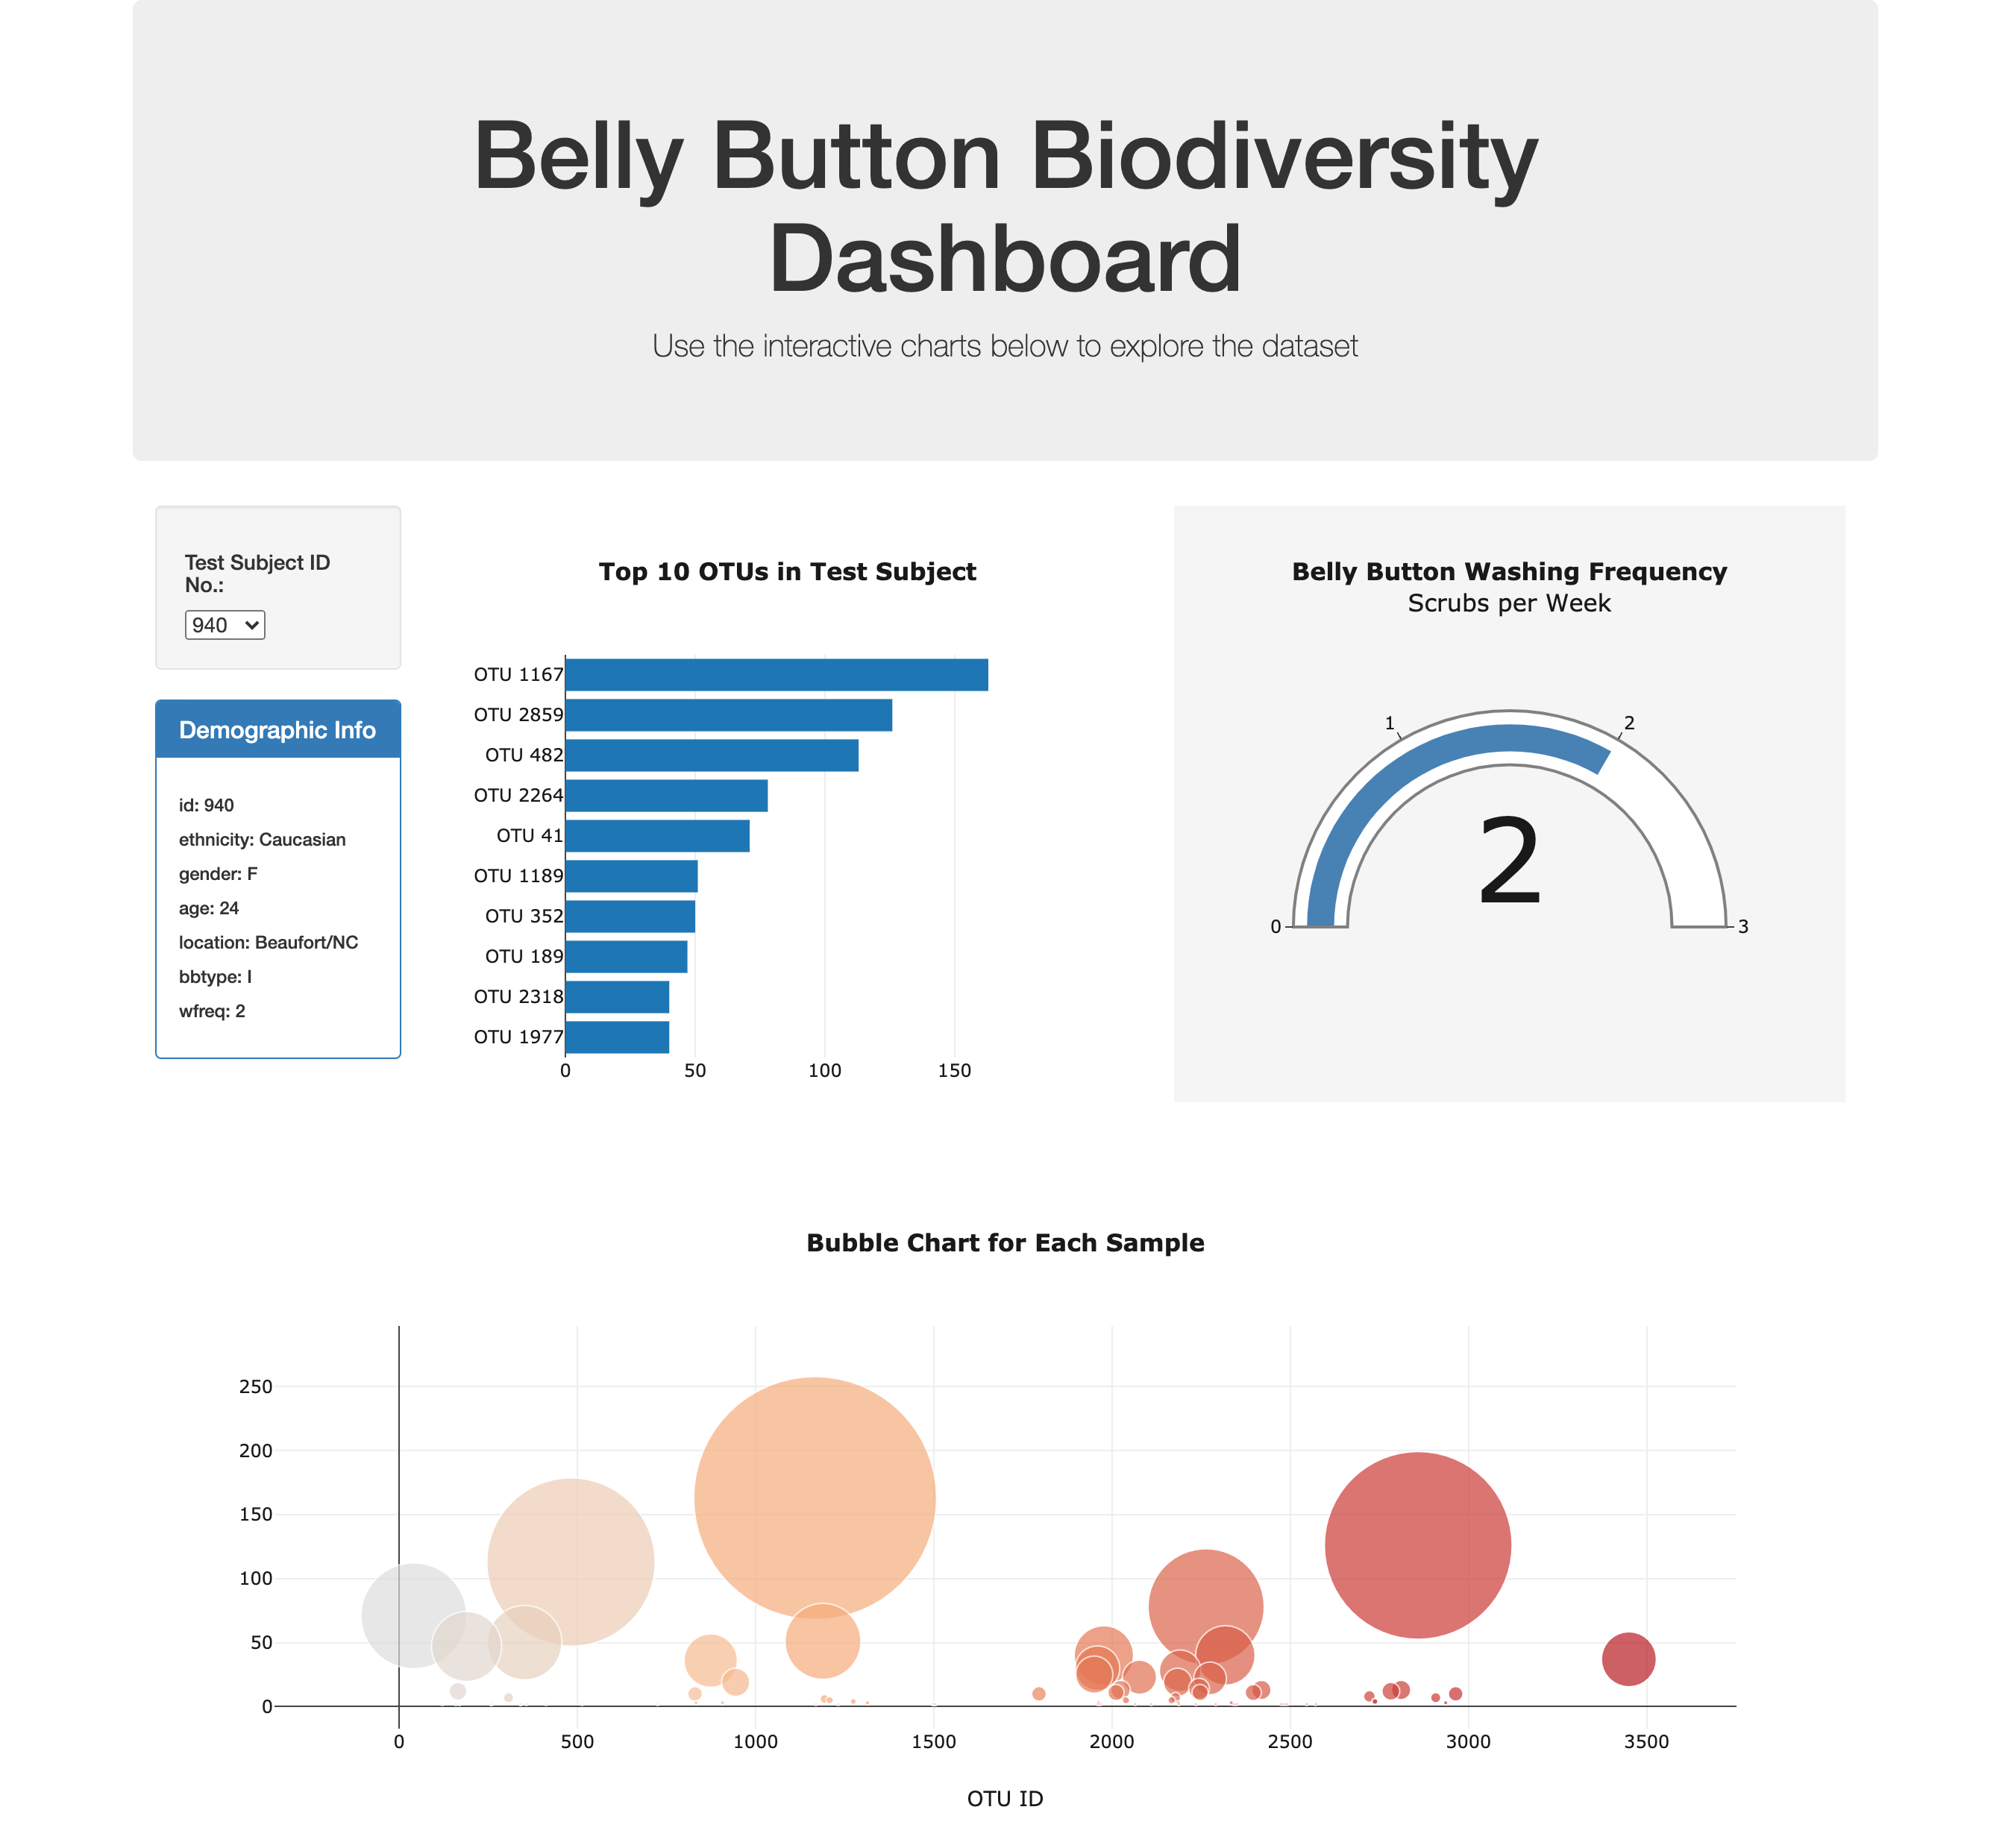 Belly Button Biodiversity
Dashboard
Use the interactive charts below to explore the dataset
Test Subject ID
No.:
940
Demographic Info
id: 940
ethnicity: Caucasian
gender: F
age: 24
location: Beaufort/NC
bbtype: I
wfreq: 2
Top 10 OTUs in Test Subject
OTU 1167
OTU 2859
OTU 482
OTU 2264
OTU 41
OTU 1189
OTU 352
OTU 189
OTU 2318
OTU 1977
0 50 100 150
Belly Button Washing Frequency
Scrubs per Week
1 2
2
0 3
Bubble Chart for Each Sample
250
200
150
100
50
0
0 500 1000 1500 2000 2500 3000 3500
OTU ID